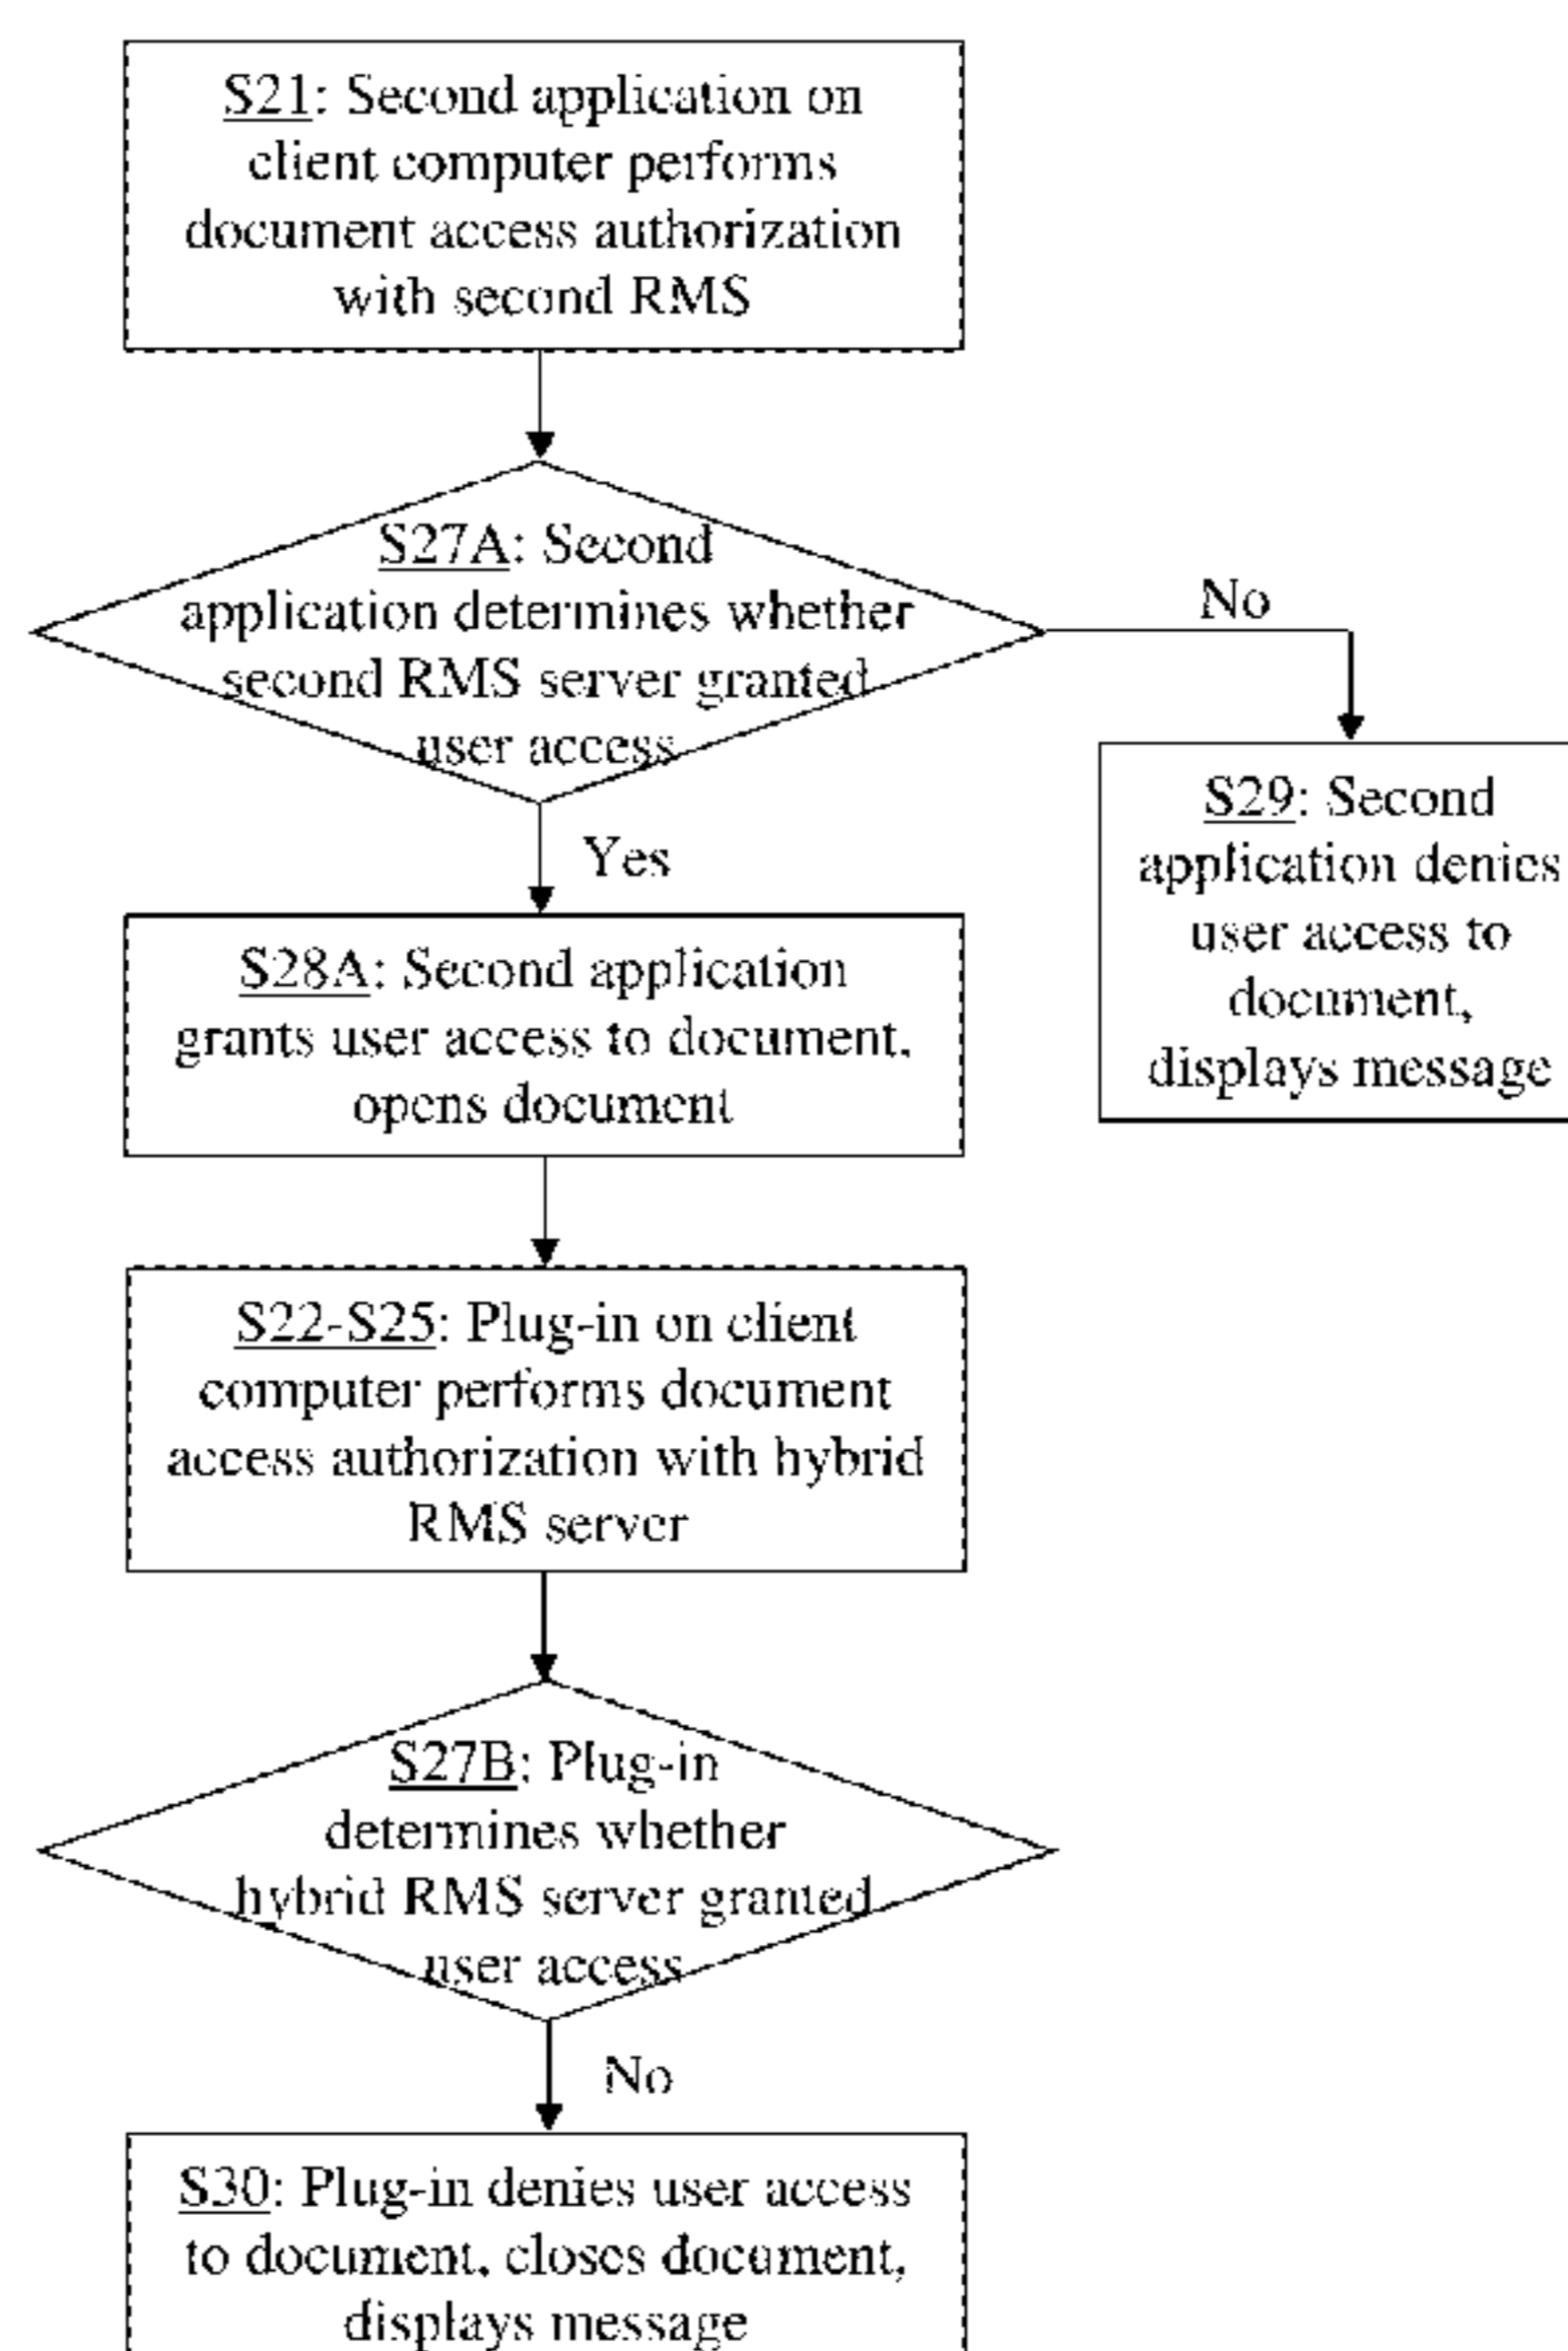 S21: Second application on
client computer performs
document access authorization
with second RMS
S27A: Second
application determines whether
second RMS server granted
user access
No
Yes
S29: Second
application denies
user access to
document,
displays message
S28A: Second application
grants user access to document,
opens document
S22-S25: Plug-in on client
computer performs document
access authorization with hybrid
RMS server
S27B: Plug-in
determines whether
hybrid RMS server granted
user access
No
S30: Plug-in denies user access
to document, closes document,
displays message